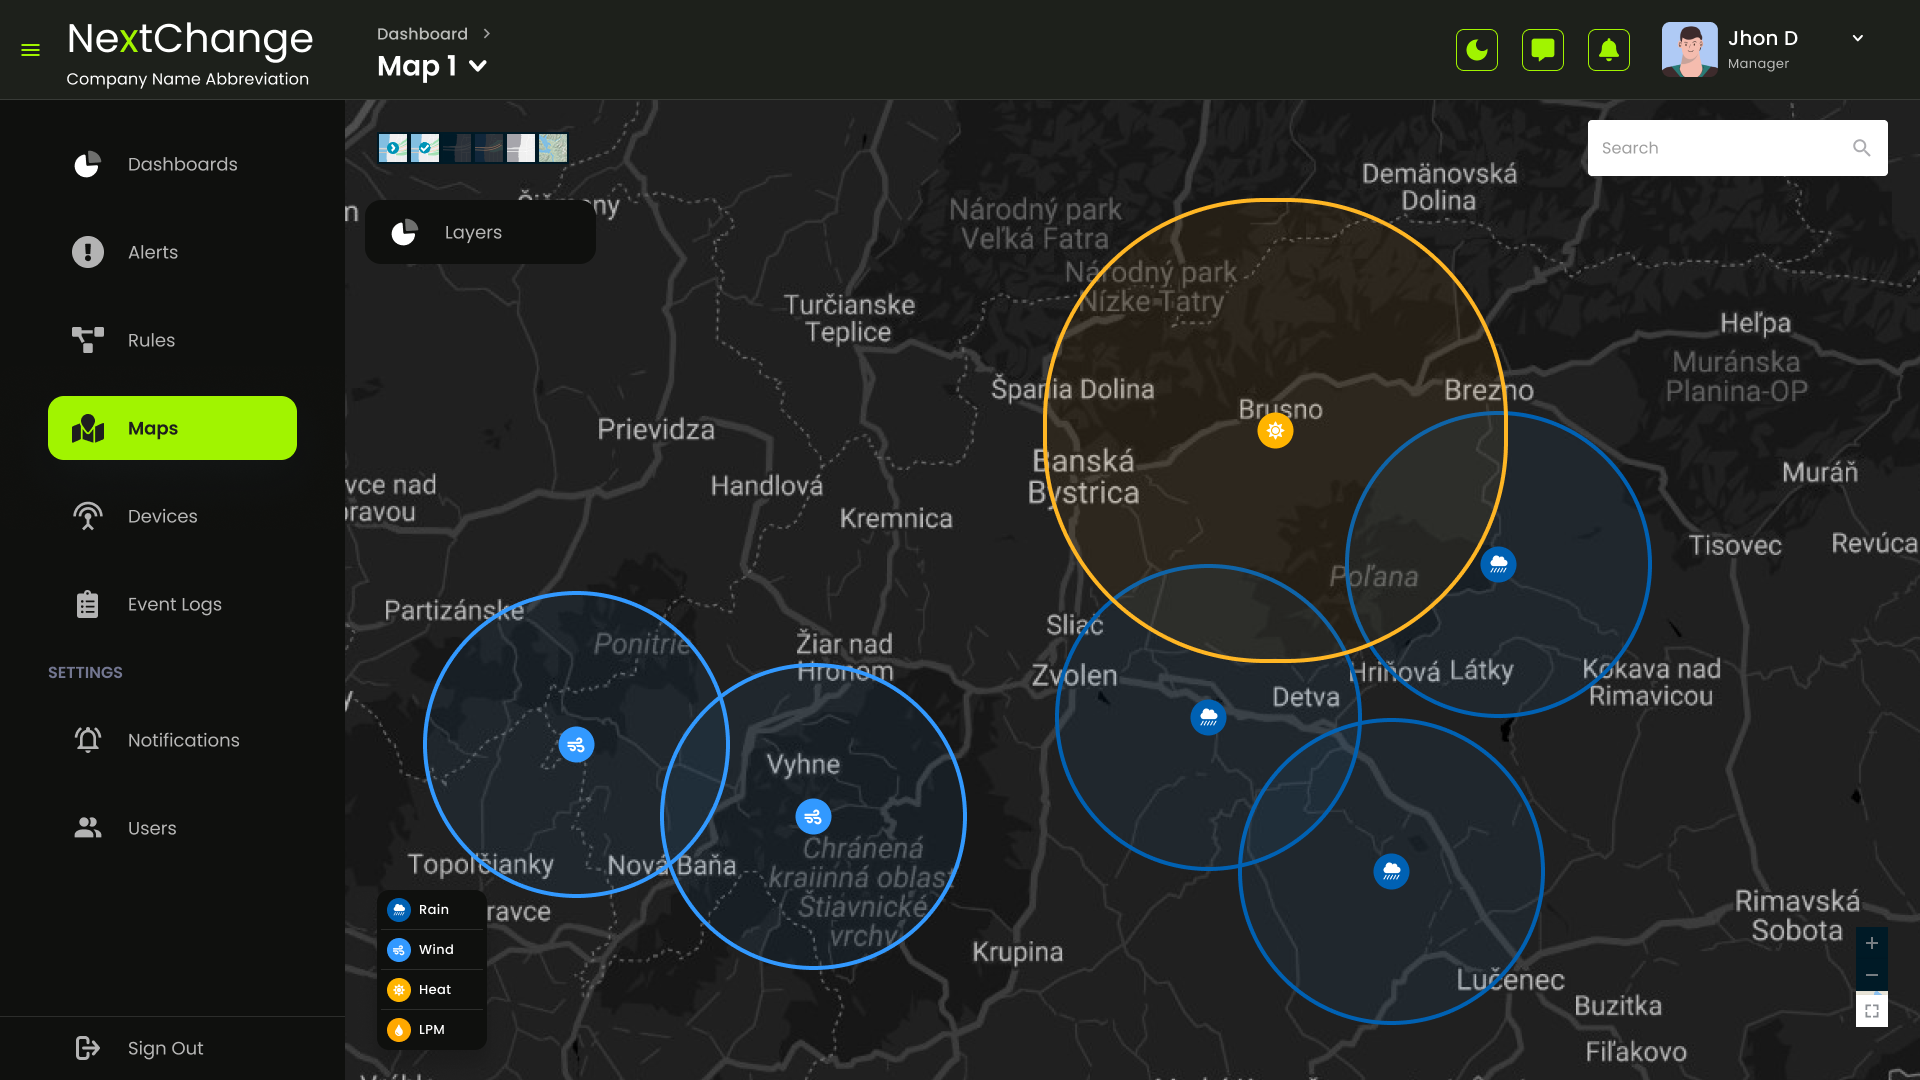 NextChange
Company Name Abbreviation
Dashboard
Map 1
Jhon D
Manager
Dashboards
Alerts
Rules
Maps
Devices
Event Logs
SETTINGS
Notifications
Users
Sign Out
Layers
Search
Demänovská
Dolina
Národný park
Veľká Fatra
Národný park
Nízke Tatry
Turčianske
Teplice
Heľpa
Muránska
Planina-OP
Špania Dolina
Brusno
Brezno
Prievidza
Banská
Bystrica
Muráň
vce nad
Handlová
Kremnica
Tisovec
Revúca
Poľana
Partizánske
Ponitrie
Žiar nad
Hronom
Sliač
Zvolen
Hriňová
Látky
Kokava nad
Rimavicou
Detva
Vyhne
Topoľčianky
Nová Baňa
Chránená
krajinná oblasť
Štiavnické
vrchy
ravce
Krupina
Rimavská
Sobota
Lučenec
Buzitka
Fiľakovo
Rain
Wind
Heat
LPM